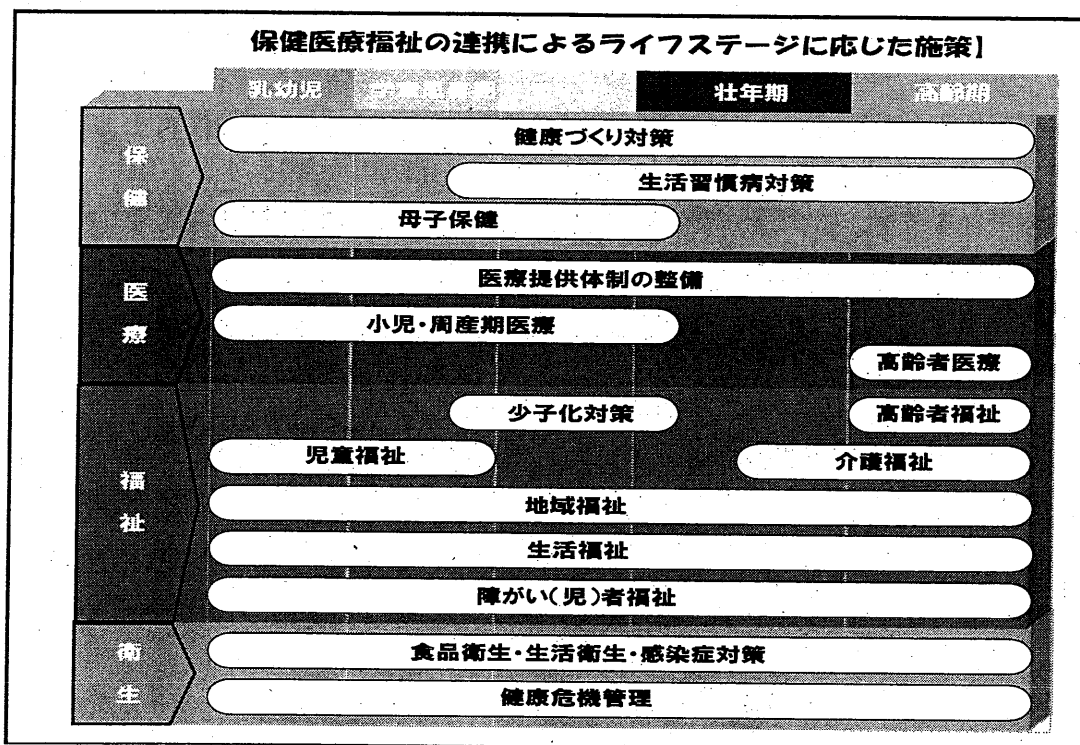 保健医療福祉の連携によるライフステージに応じた施策】
乳幼児
壮年期
高齢期
保健
健康づくり対策
生活習慣病対策
母子保健
医療
医療提供体制の整備
小児・周産期医療
高齢者医療
福祉
少子化対策
高齢者福祉
児童福祉
介護福祉
地域福祉
生活福祉
障がい(児)者福祉
衛生
食品衛生・生活衛生・感染症対策
健康危機管理